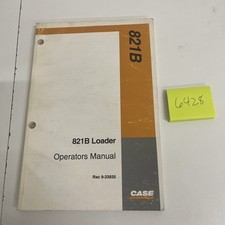 821B
821B Loader
Operators Manual
Rac 9-23835
CASE
6428